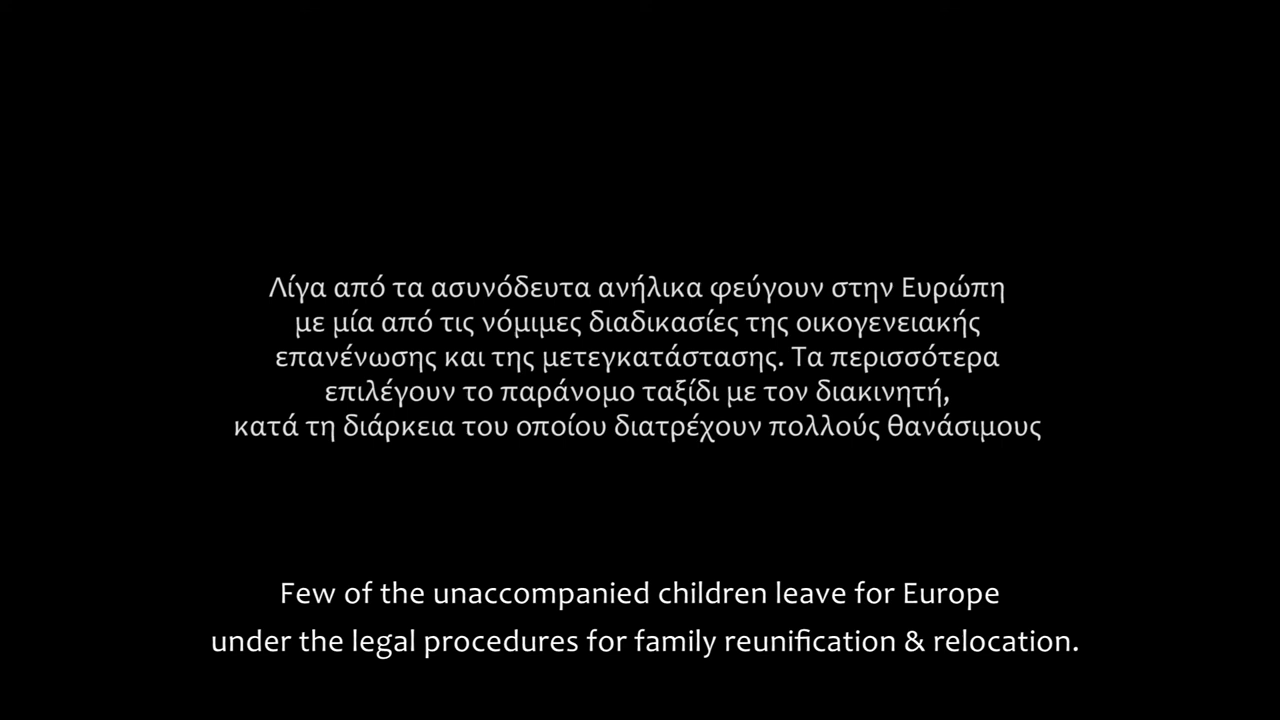 Λίγα από τα ασυνόδευτα ανήλικα φεύγουν στην Ευρώπη
με μία από τις νόμιμες διαδικασίες της οικογενειακής
επανένωσης και της μετεγκατάστασης. Τα περισσότερα
επιλέγουν το παράνομο ταξίδι με τον διακινητή,
κατά τη διάρκεια του οποίου διατρέχουν πολλούς θανάσιμους
Few of the unaccompanied children leave for Europe
under the legal procedures for family reunification & relocation.